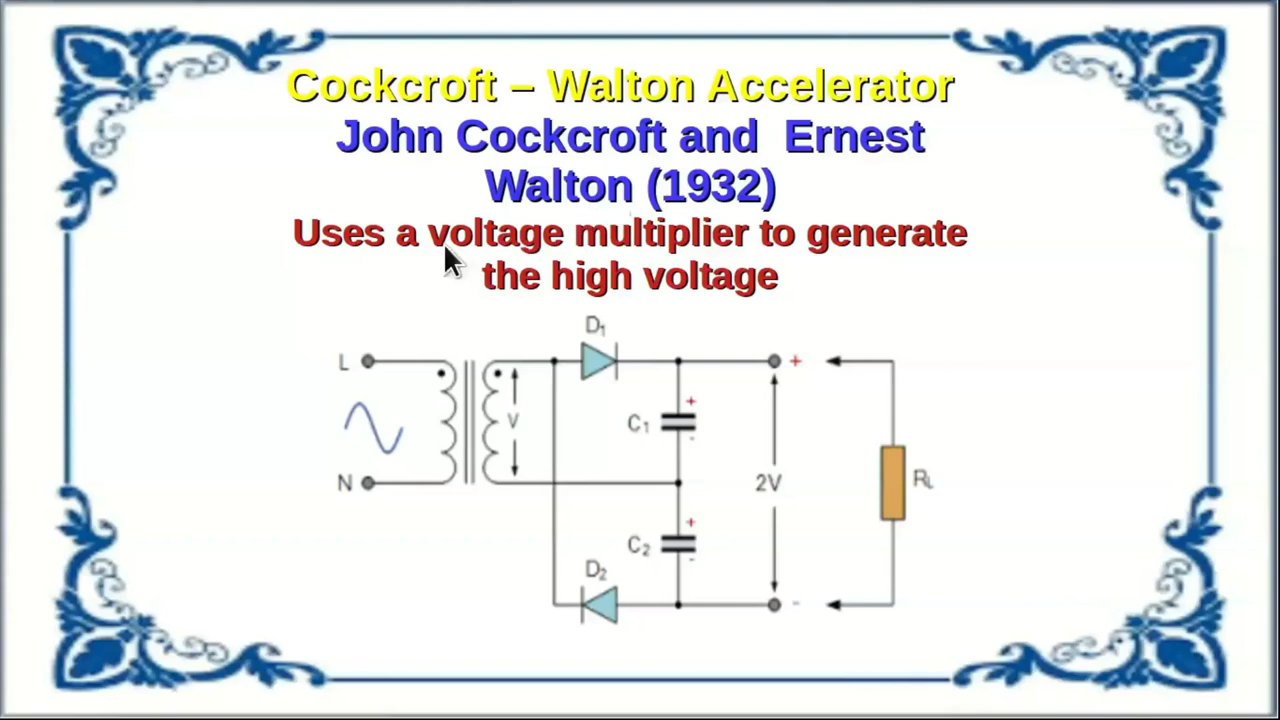 Cockcroft – Walton Accelerator
John Cockcroft and Ernest
Walton (1932)
Uses a voltage multiplier to generate
the high voltage
D₁
L
+
+
V
C₁
-
N
2V
R_L
+
C₂
-
D₂
-